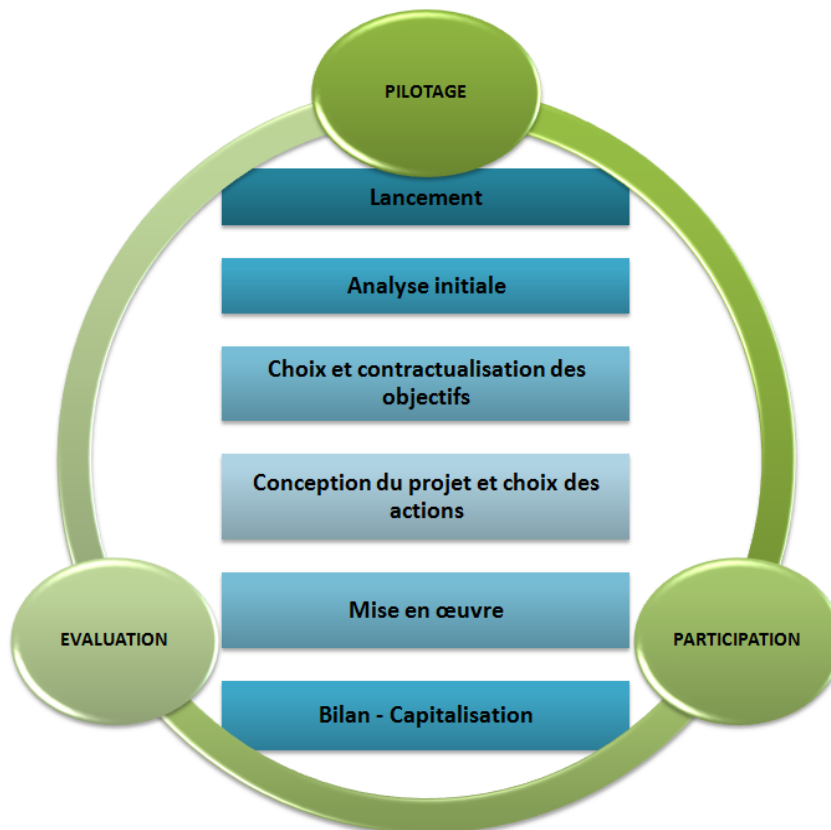 PILOTAGE
Lancement
Analyse initiale
Choix et contractualisation des
objectifs
Conception du projet et choix des
actions
Mise en œuvre
EVALUATION
PARTICIPATION
Bilan - Capitalisation